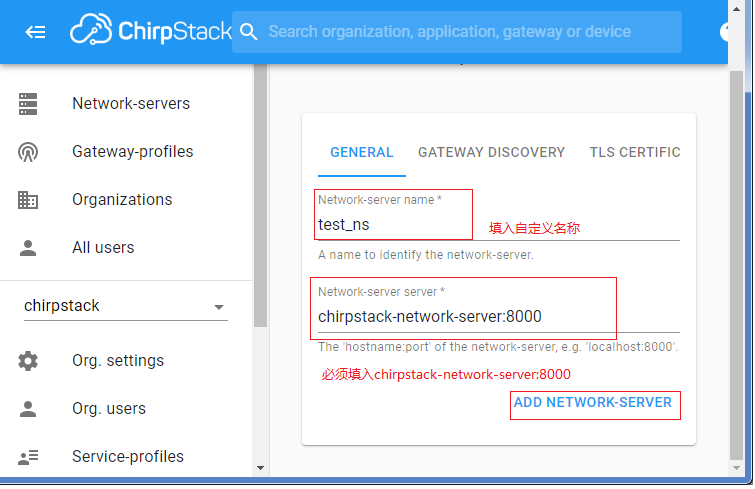 ChirpStack
Search organization, application, gateway or device
?
Network-servers
Gateway-profiles
Organizations
All users
chirpstack
Org. settings
Org. users
Service-profiles
GENERAL
GATEWAY DISCOVERY
TLS CERTIFIC
Network-server name *
test_ns
填入自定义名称
A name to identify the network-server.
Network-server server *
chirpstack-network-server:8000
The 'hostname:port' of the network-server, e.g. 'localhost:8000'.
必须填入chirpstack-network-server:8000
ADD NETWORK-SERVER